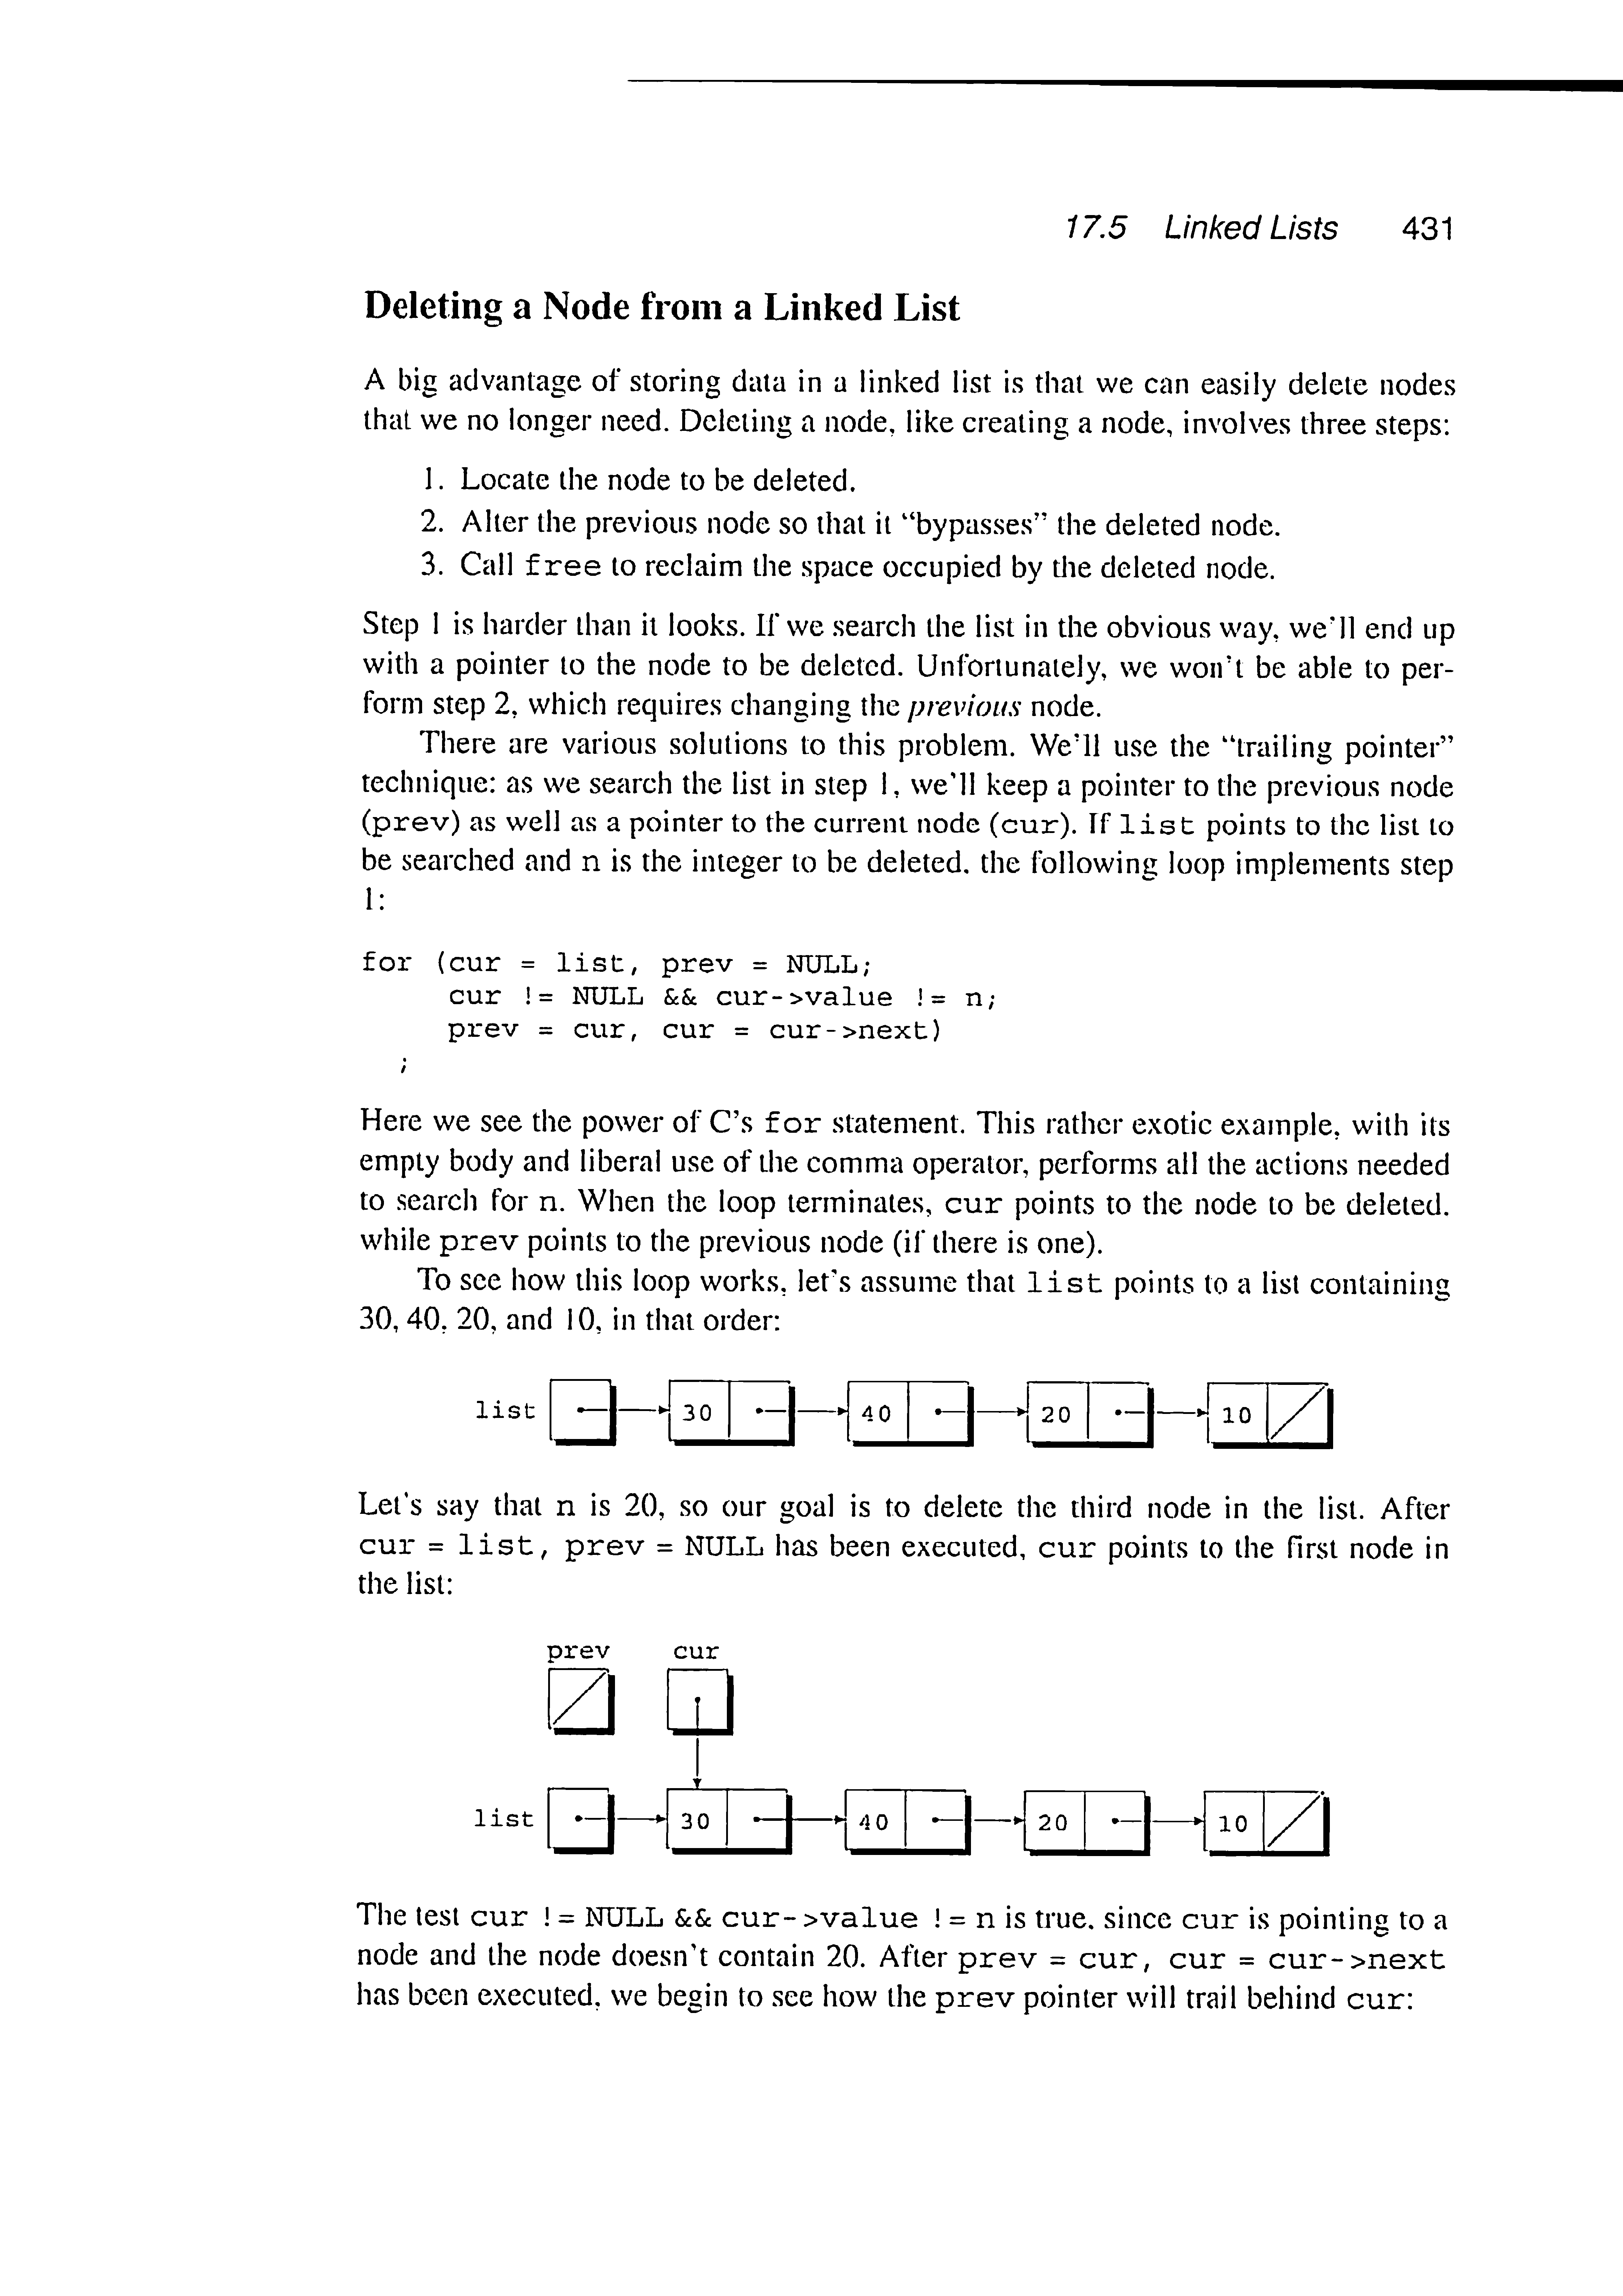 17.5 Linked Lists 431
Deleting a Node from a Linked List
A big advantage of storing data in a linked list is that we can easily delete nodes
that we no longer need. Deleting a node, like creating a node, involves three steps:
1. Locate the node to be deleted.
2. Alter the previous node so that it “bypasses” the deleted node.
3. Call free to reclaim the space occupied by the deleted node.
Step 1 is harder than it looks. If we search the list in the obvious way, we'll end up
with a pointer to the node to be deleted. Unfortunately, we won't be able to per-
form step 2, which requires changing the previous node.
There are various solutions to this problem. We'll use the “trailing pointer”
technique: as we search the list in step 1, we'll keep a pointer to the previous node
(prev) as well as a pointer to the current node (cur). If list points to the list to
be searched and n is the integer to be deleted, the following loop implements step
1:
for (cur = list, prev = NULL;
cur != NULL && cur->value != n;
prev = cur, cur = cur->next)
;
Here we see the power of C's for statement. This rather exotic example, with its
empty body and liberal use of the comma operator, performs all the actions needed
to search for n. When the loop terminates, cur points to the node to be deleted,
while prev points to the previous node (if there is one).
To see how this loop works, let's assume that list points to a list containing
30, 40, 20, and 10, in that order:
list 30 40 20 10
Let's say that n is 20, so our goal is to delete the third node in the list. After
cur = list, prev = NULL has been executed, cur points to the first node in
the list:
prev cur
list 30 40 20 10
The test cur != NULL && cur->value != n is true, since cur is pointing to a
node and the node doesn't contain 20. After prev = cur, cur = cur->next
has been executed, we begin to see how the prev pointer will trail behind cur: